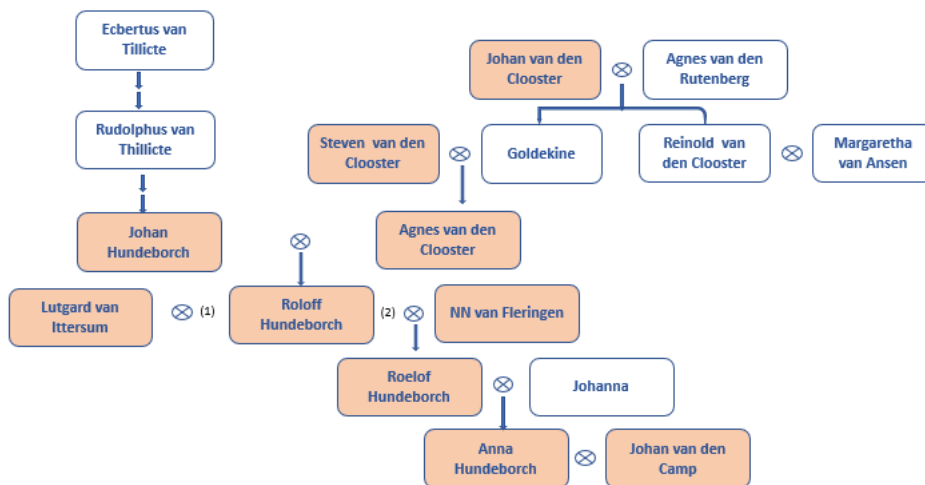 Ecbertus van
Tillicte
Johan van den
Clooster
Agnes van den
Rutenberg
Rudolphus van
Thillicte
Steven van den
Clooster
Goldekine
Reinold van
den Clooster
Margaretha
van Ansen
Johan
Hundeborch
Agnes van den
Clooster
Lutgard van
Ittersum
(1)
Roloff
Hundeborch
(2)
NN van Fleringen
Roelof
Hundeborch
Johanna
Anna
Hundeborch
Johan van den
Camp